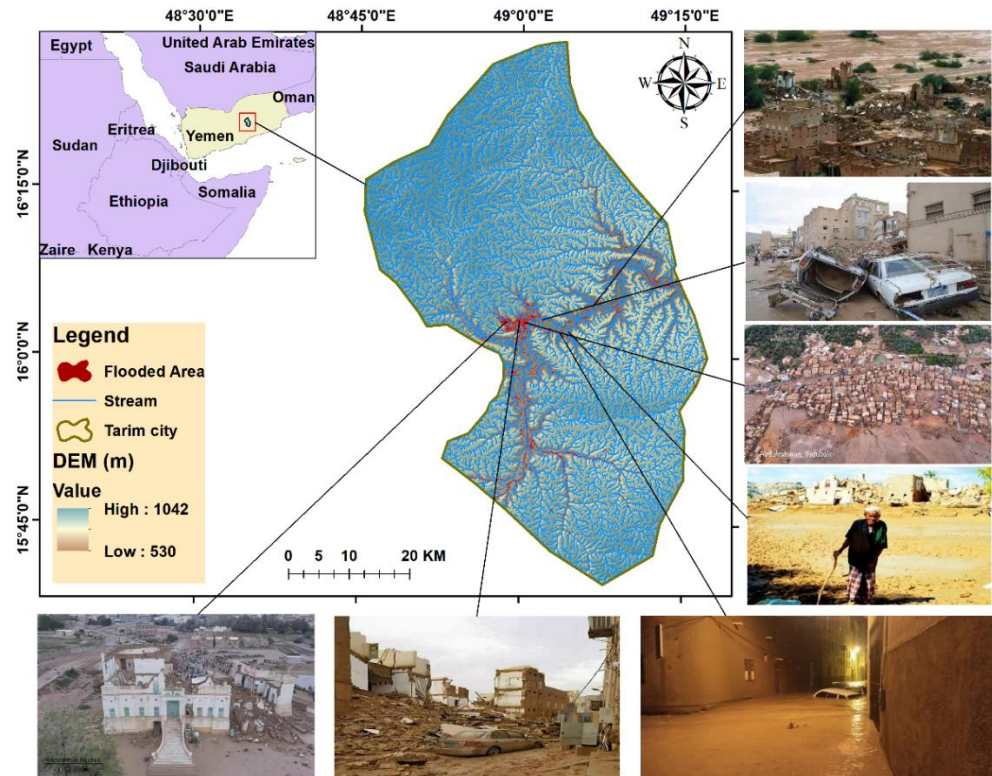 48°30'0"E 48°45'0"E 49°0'0"E 49°15'0"E
Egypt
United Arab Emirates
Saudi Arabia
Oman
Eritrea
Yemen
Sudan
Djibouti
Somalia
Ethiopia
Zaire Kenya
N
W E
S
16°15'0"N
16°0'0"N
15°45'0"N
Legend
Flooded Area
Stream
Tarim city
DEM (m)
Value
High : 1042
Low : 530
0 5 10 20 KM